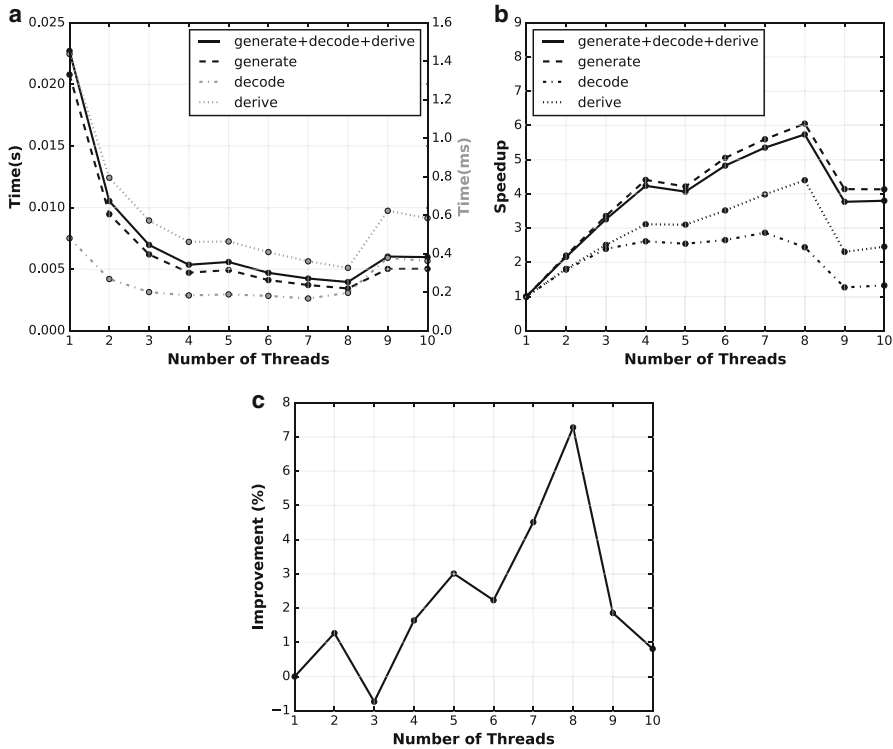 a
0.025
0.020
0.015
0.010
0.005
0.000
Time(s)
1.6
1.4
1.2
1.0
0.8
0.6
0.4
0.2
0.0
Time(ms)
generate+decode+derive
generate
decode
derive
1 2 3 4 5 6 7 8 9 10
Number of Threads
b
9
8
7
6
5
4
3
2
1
0
Speedup
generate+decode+derive
generate
decode
derive
1 2 3 4 5 6 7 8 9 10
Number of Threads
c
8
7
6
5
4
3
2
1
0
−1
Improvement (%)
1 2 3 4 5 6 7 8 9 10
Number of Threads